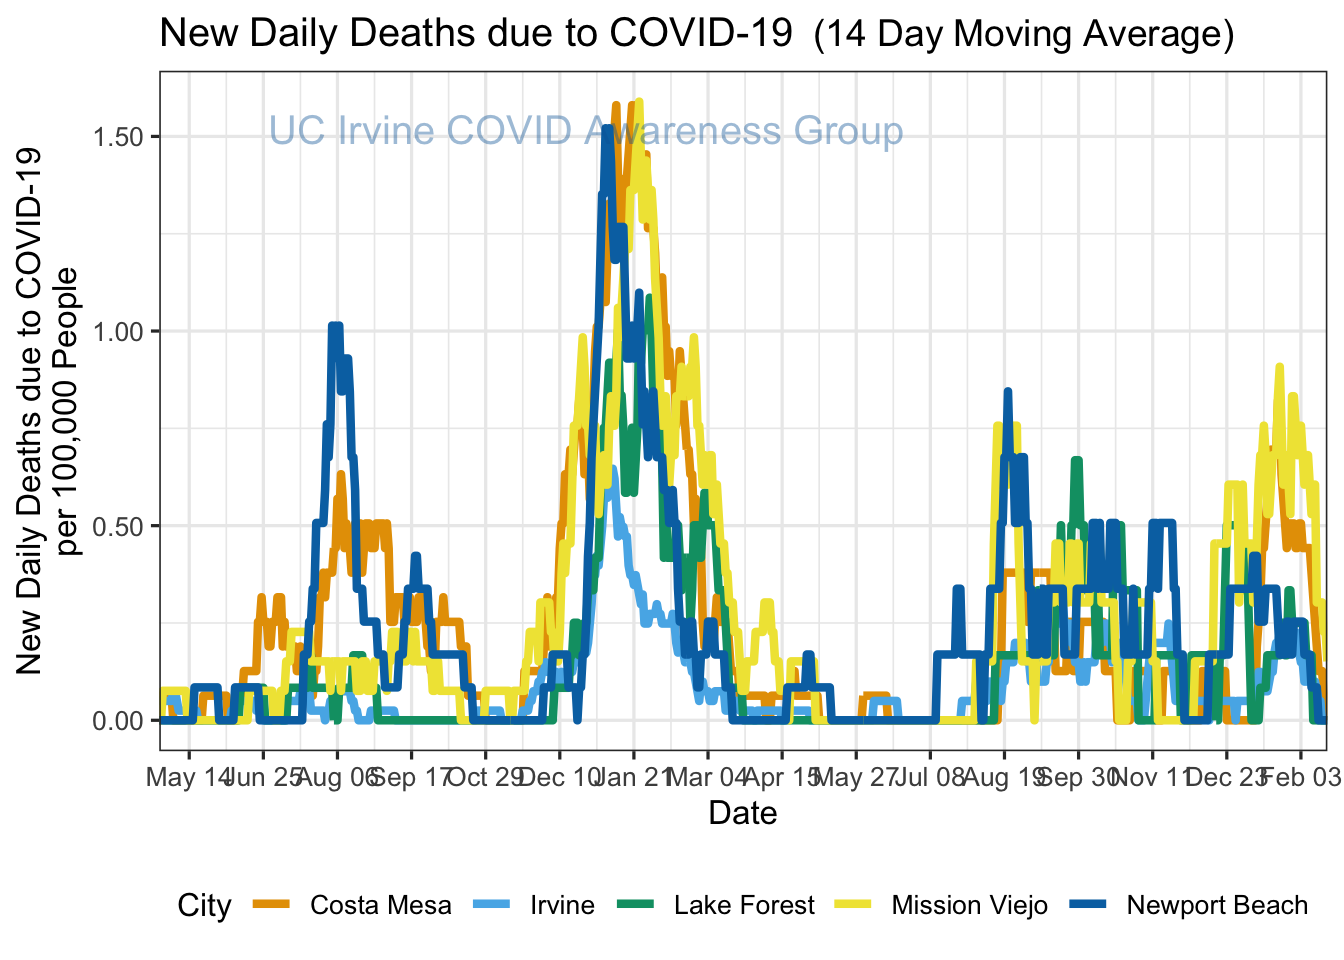 New Daily Deaths due to COVID-19 (14 Day Moving Average)
UC Irvine COVID Awareness Group
New Daily Deaths due to COVID-19
per 100,000 People
1.50
1.00
0.50
0.00
May 14 Jun 25 Aug 06 Sep 17 Oct 29 Dec 10 Jan 21 Mar 04 Apr 15 May 27 Jul 08 Aug 19 Sep 30 Nov 11 Dec 23 Feb 03
Date
City Costa Mesa Irvine Lake Forest Mission Viejo Newport Beach